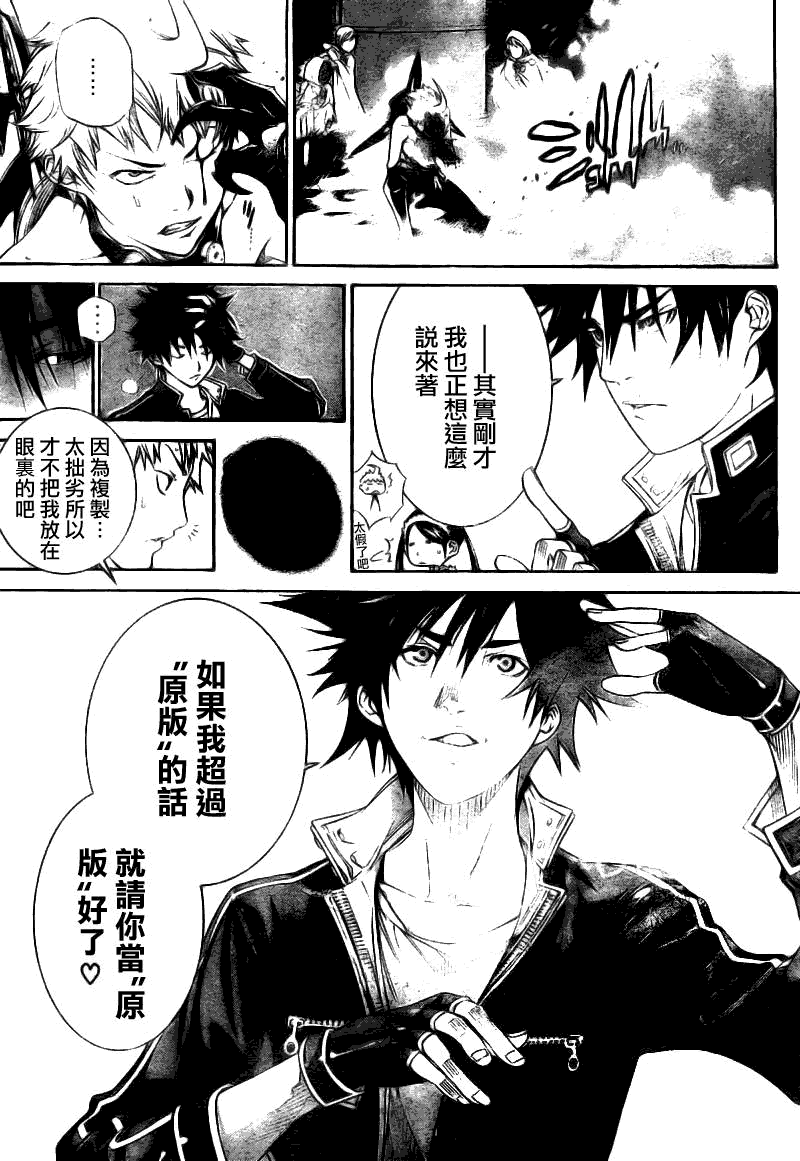 ……
——其實剛才
我也正想這麼
説來著
太假了吧
……
因為複製…
太拙劣所以
才不把我放在
眼裏的吧
如果我超過
“原版“的話
就請你當“原
版“好了♡